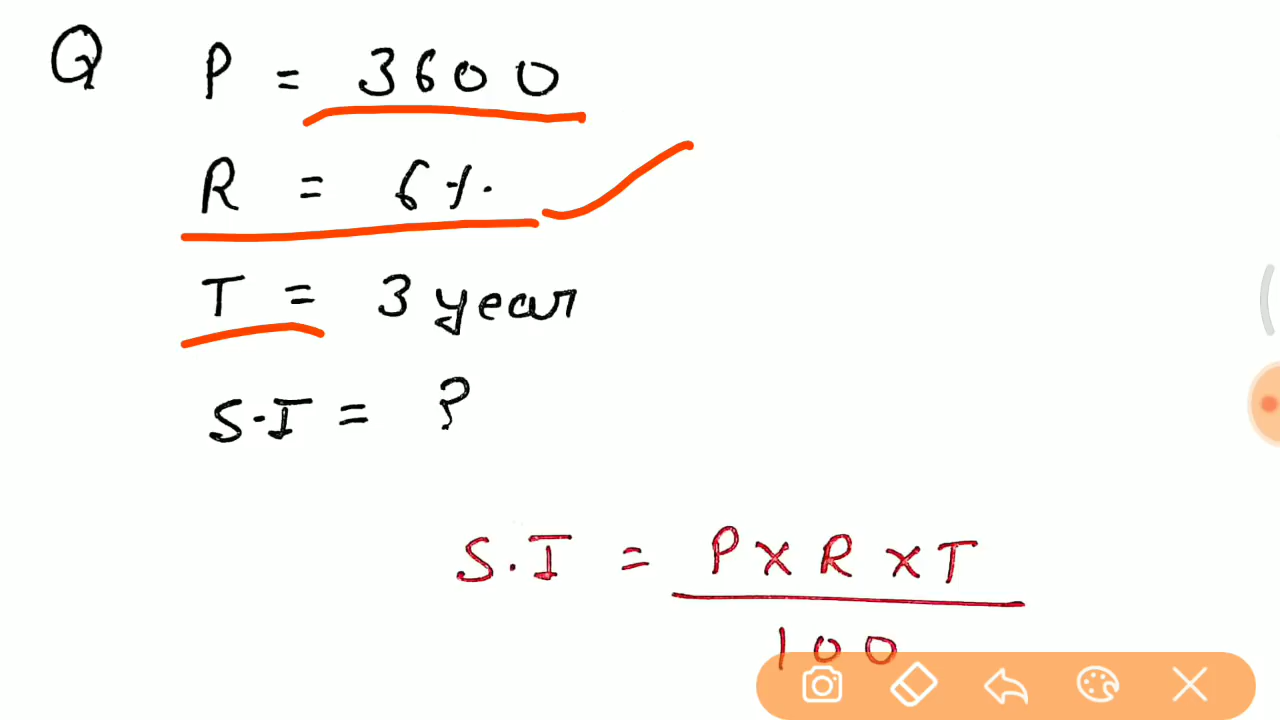 Q P = 3600
R = 6%
T = 3 year
S.I = ?
S.I = P x R x T
100